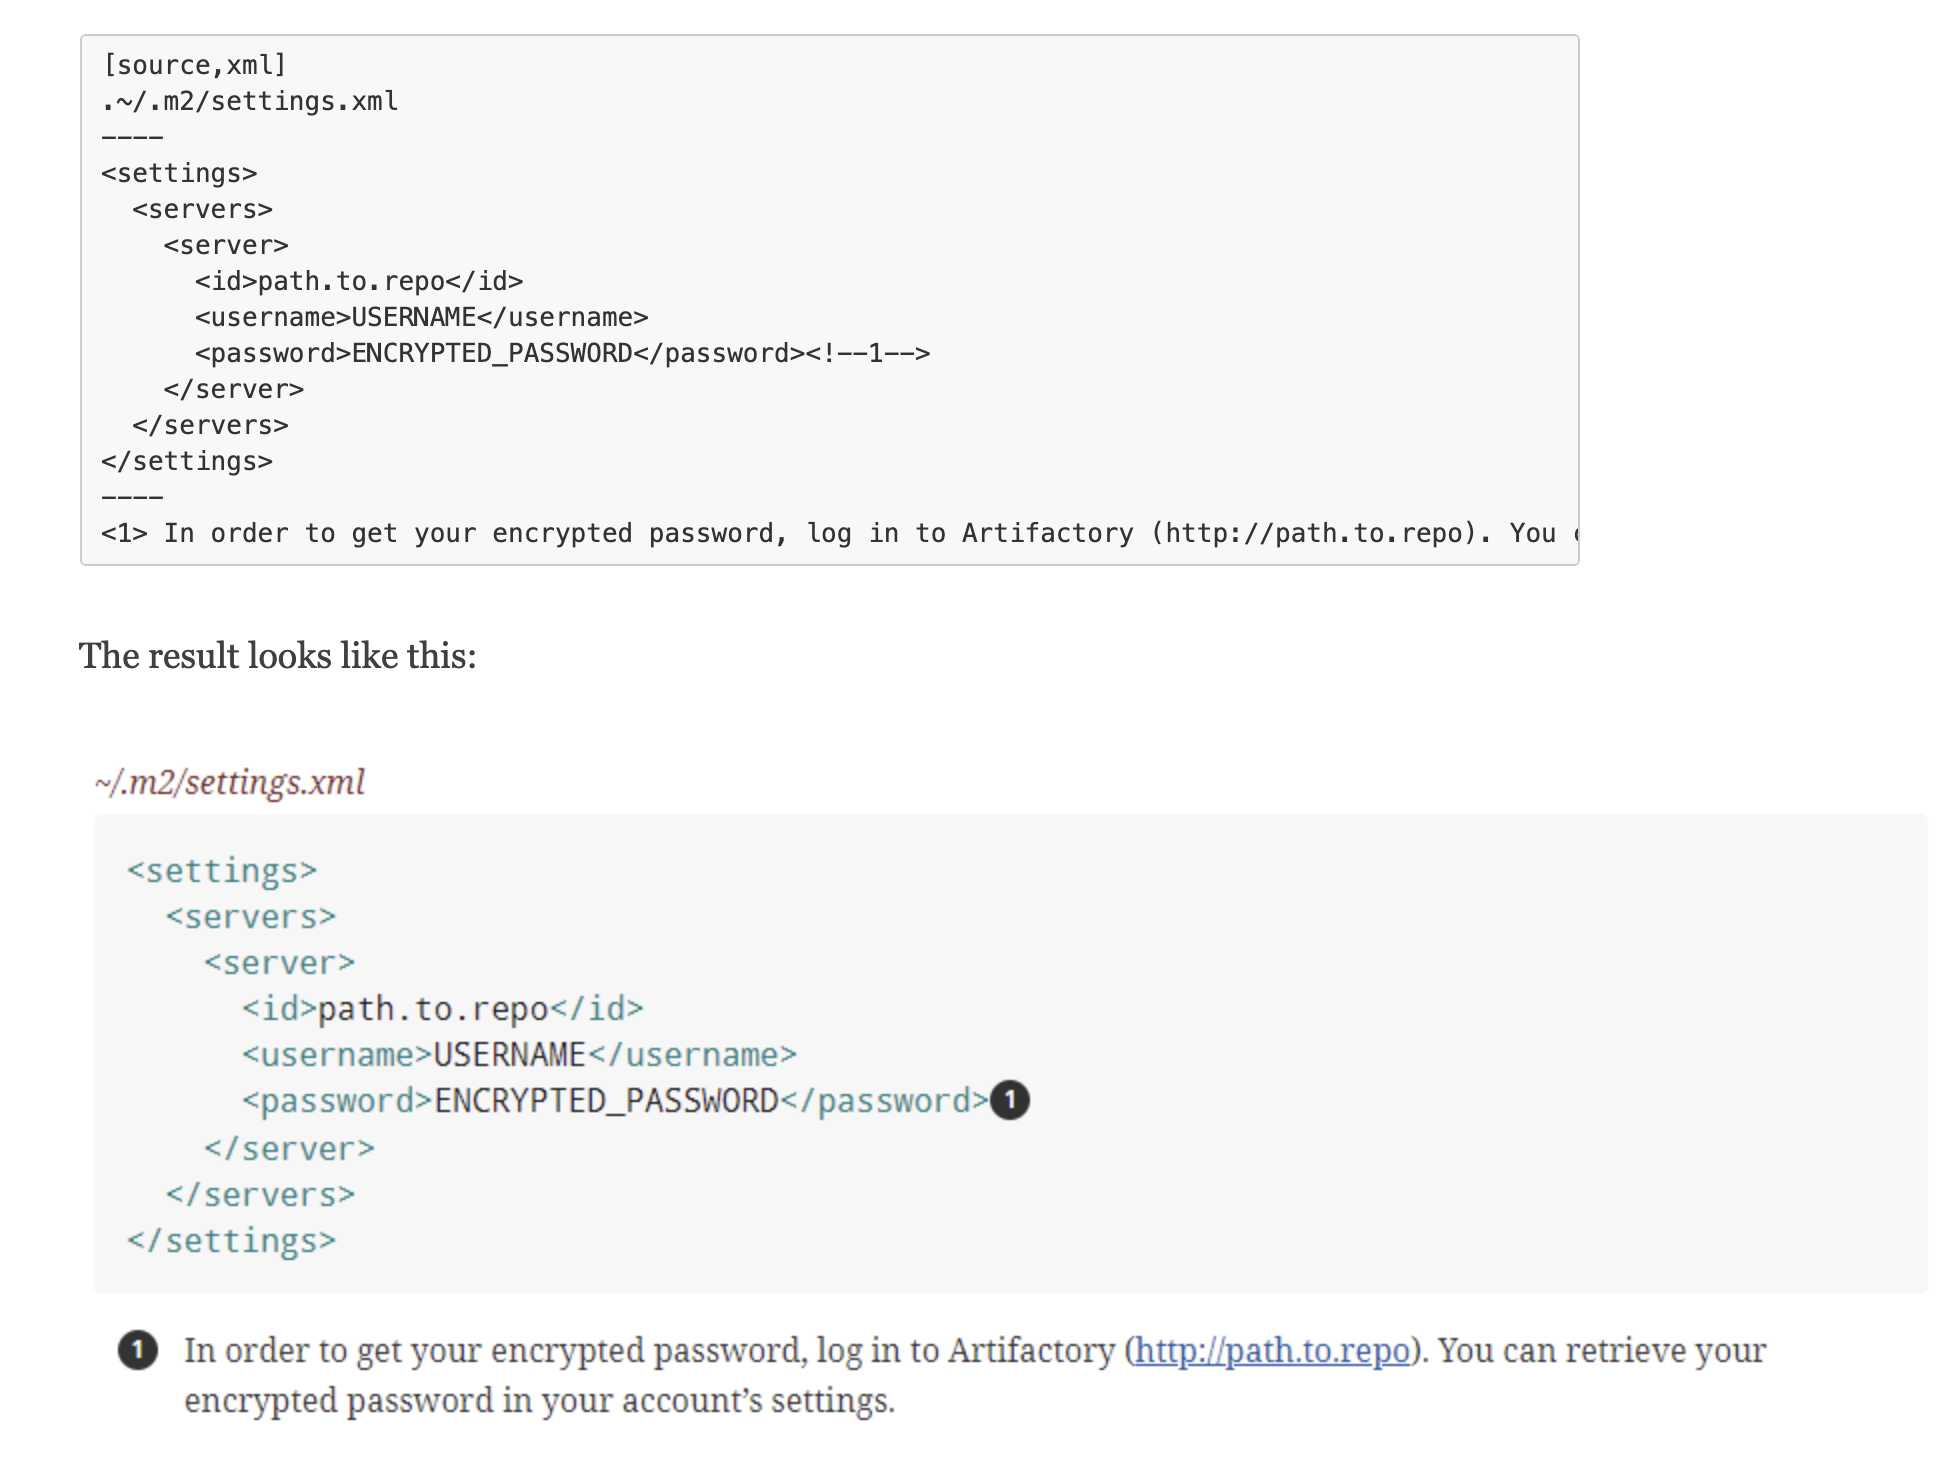 [source,xml]
.~/.m2/settings.xml
----
<settings>
  <servers>
    <server>
      <id>path.to.repo</id>
      <username>USERNAME</username>
      <password>ENCRYPTED_PASSWORD</password><!--1-->
    </server>
  </servers>
</settings>
----
<1> In order to get your encrypted password, log in to Artifactory (http://path.to.repo). You
The result looks like this:
~/.m2/settings.xml
<settings>
  <servers>
    <server>
      <id>path.to.repo</id>
      <username>USERNAME</username>
      <password>ENCRYPTED_PASSWORD</password>1
    </server>
  </servers>
</settings>
1 In order to get your encrypted password, log in to Artifactory (http://path.to.repo). You can retrieve your
encrypted password in your account’s settings.